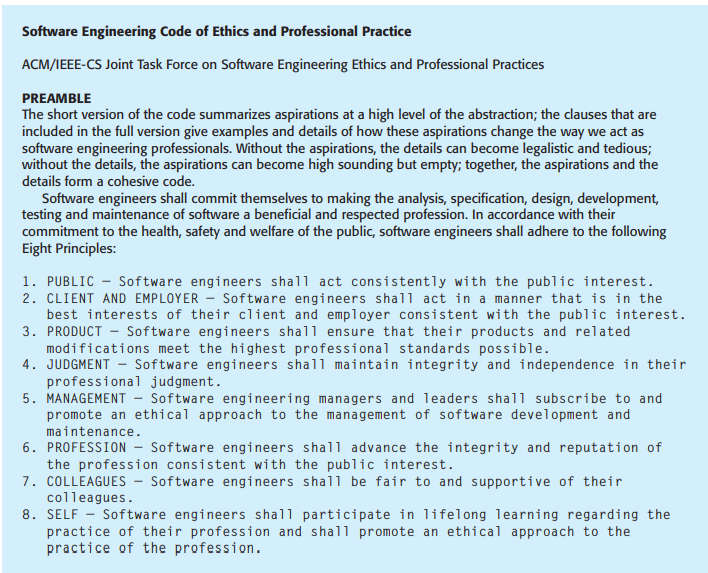 Software Engineering Code of Ethics and Professional Practice
ACM/IEEE-CS Joint Task Force on Software Engineering Ethics and Professional Practices
PREAMBLE
The short version of the code summarizes aspirations at a high level of the abstraction; the clauses that are
included in the full version give examples and details of how these aspirations change the way we act as
software engineering professionals. Without the aspirations, the details can become legalistic and tedious;
without the details, the aspirations can become high sounding but empty; together, the aspirations and the
details form a cohesive code.
Software engineers shall commit themselves to making the analysis, specification, design, development,
testing and maintenance of software a beneficial and respected profession. In accordance with their
commitment to the health, safety and welfare of the public, software engineers shall adhere to the following
Eight Principles:
1. PUBLIC — Software engineers shall act consistently with the public interest.
2. CLIENT AND EMPLOYER — Software engineers shall act in a manner that is in the
best interests of their client and employer consistent with the public interest.
3. PRODUCT — Software engineers shall ensure that their products and related
modifications meet the highest professional standards possible.
4. JUDGMENT — Software engineers shall maintain integrity and independence in their
professional judgment.
5. MANAGEMENT — Software engineering managers and leaders shall subscribe to and
promote an ethical approach to the management of software development and
maintenance.
6. PROFESSION — Software engineers shall advance the integrity and reputation of
the profession consistent with the public interest.
7. COLLEAGUES — Software engineers shall be fair to and supportive of their
colleagues.
8. SELF — Software engineers shall participate in lifelong learning regarding the
practice of their profession and shall promote an ethical approach to the
practice of the profession.